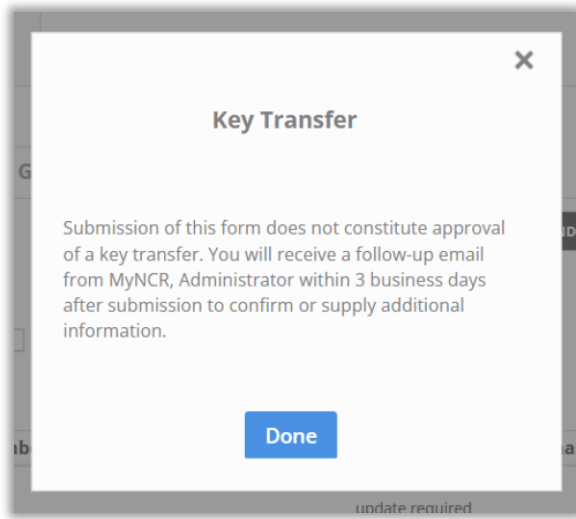 Key Transfer
G
ND
Submission of this form does not constitute approval
of a key transfer. You will receive a follow-up email
from MyNCR, Administrator within 3 business days
after submission to confirm or supply additional
information.
Done
update required